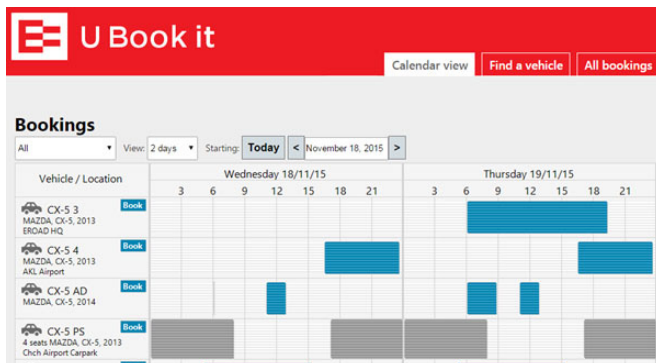 U Book it
Calendar view Find a vehicle All bookings
Bookings
All View: 2 days Starting: Today < November 18, 2015 >
Vehicle / Location Wednesday 18/11/15 Thursday 19/11/15
3 6 9 12 15 18 21 3 6 9 12 15 18 21
CX-5 3 Book
MAZDA, CX-5, 2013
EROAD HQ
CX-5 4 Book
MAZDA, CX-5, 2013
AKL Airport
CX-5 AD Book
MAZDA, CX-5, 2014
CX-5 PS Book
4 seats MAZDA, CX-5, 2013
Chch Airport Carpark